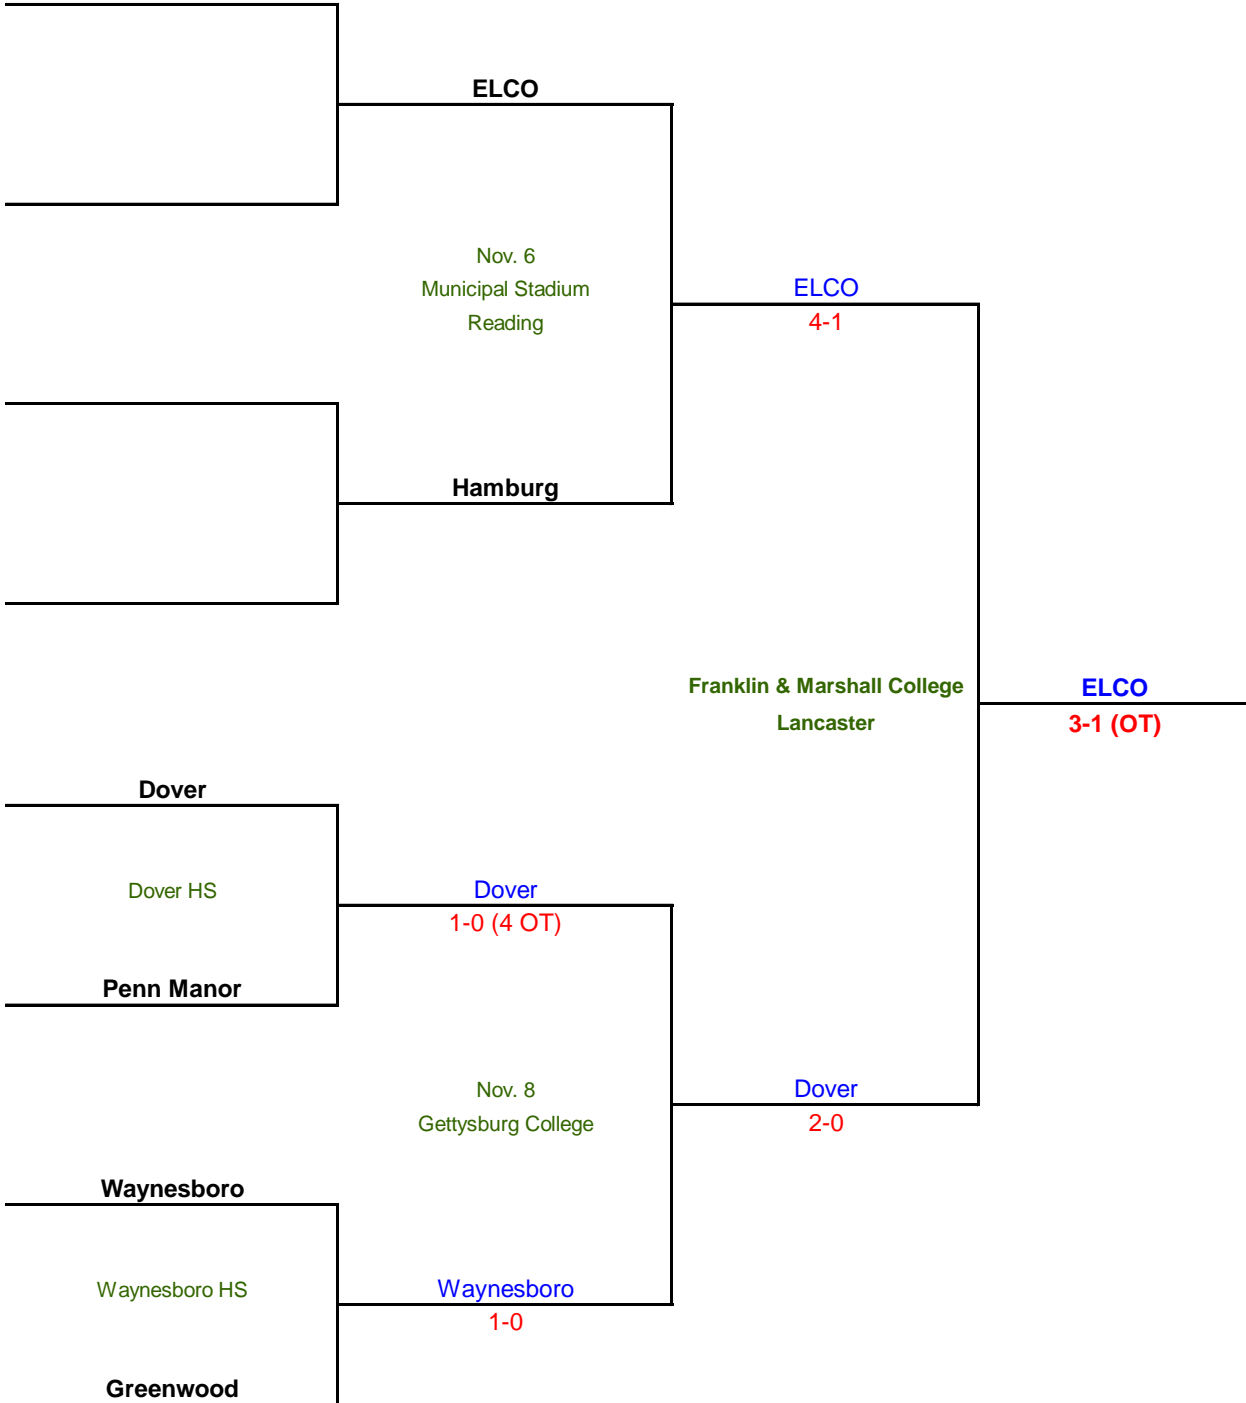 ELCO
Nov. 6
Municipal Stadium
Reading
ELCO
4-1
Hamburg
Franklin & Marshall College
Lancaster
ELCO
3-1 (OT)
Dover
Dover HS
Dover
1-0 (4 OT)
Penn Manor
Nov. 8
Gettysburg College
Dover
2-0
Waynesboro
Waynesboro HS
Waynesboro
1-0
Greenwood